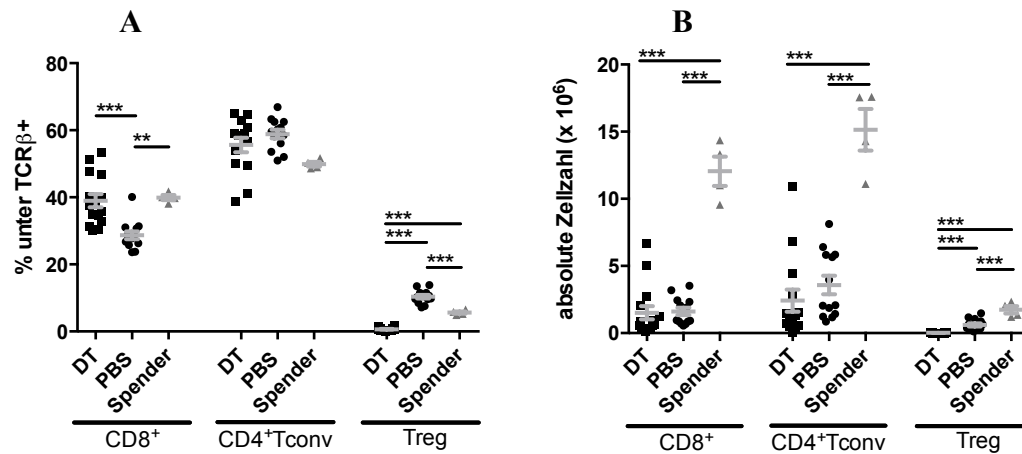 A
% unter TCRβ+
80
60
40
20
0
***
**
***
***
***
DT
PBS
Spender
DT
PBS
Spender
DT
PBS
Spender
CD8+
CD4+Tconv
Treg
B
absolute Zellzahl (x 10⁶)
20
15
10
5
0
***
***
***
***
***
***
***
DT
PBS
Spender
DT
PBS
Spender
DT
PBS
Spender
CD8⁺
CD4⁺Tconv
Treg